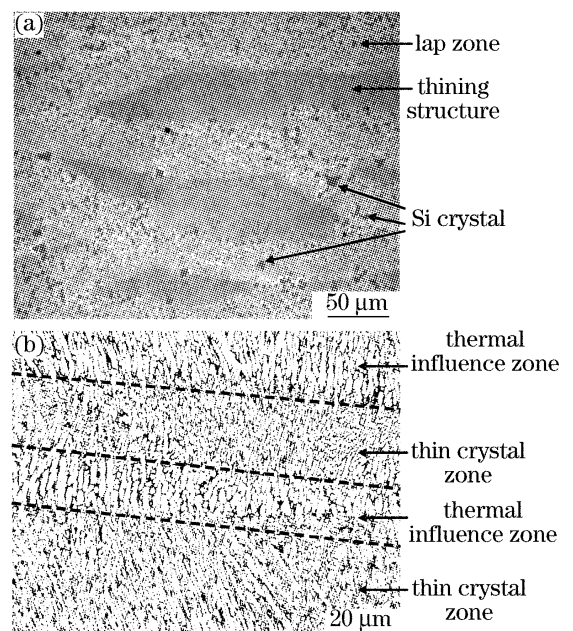 (a)
lap zone
thining
structure
Si crystal
50 μm
(b)
thermal
influence zone
thin crystal
zone
thermal
influence zone
thin crystal
zone
20 μm